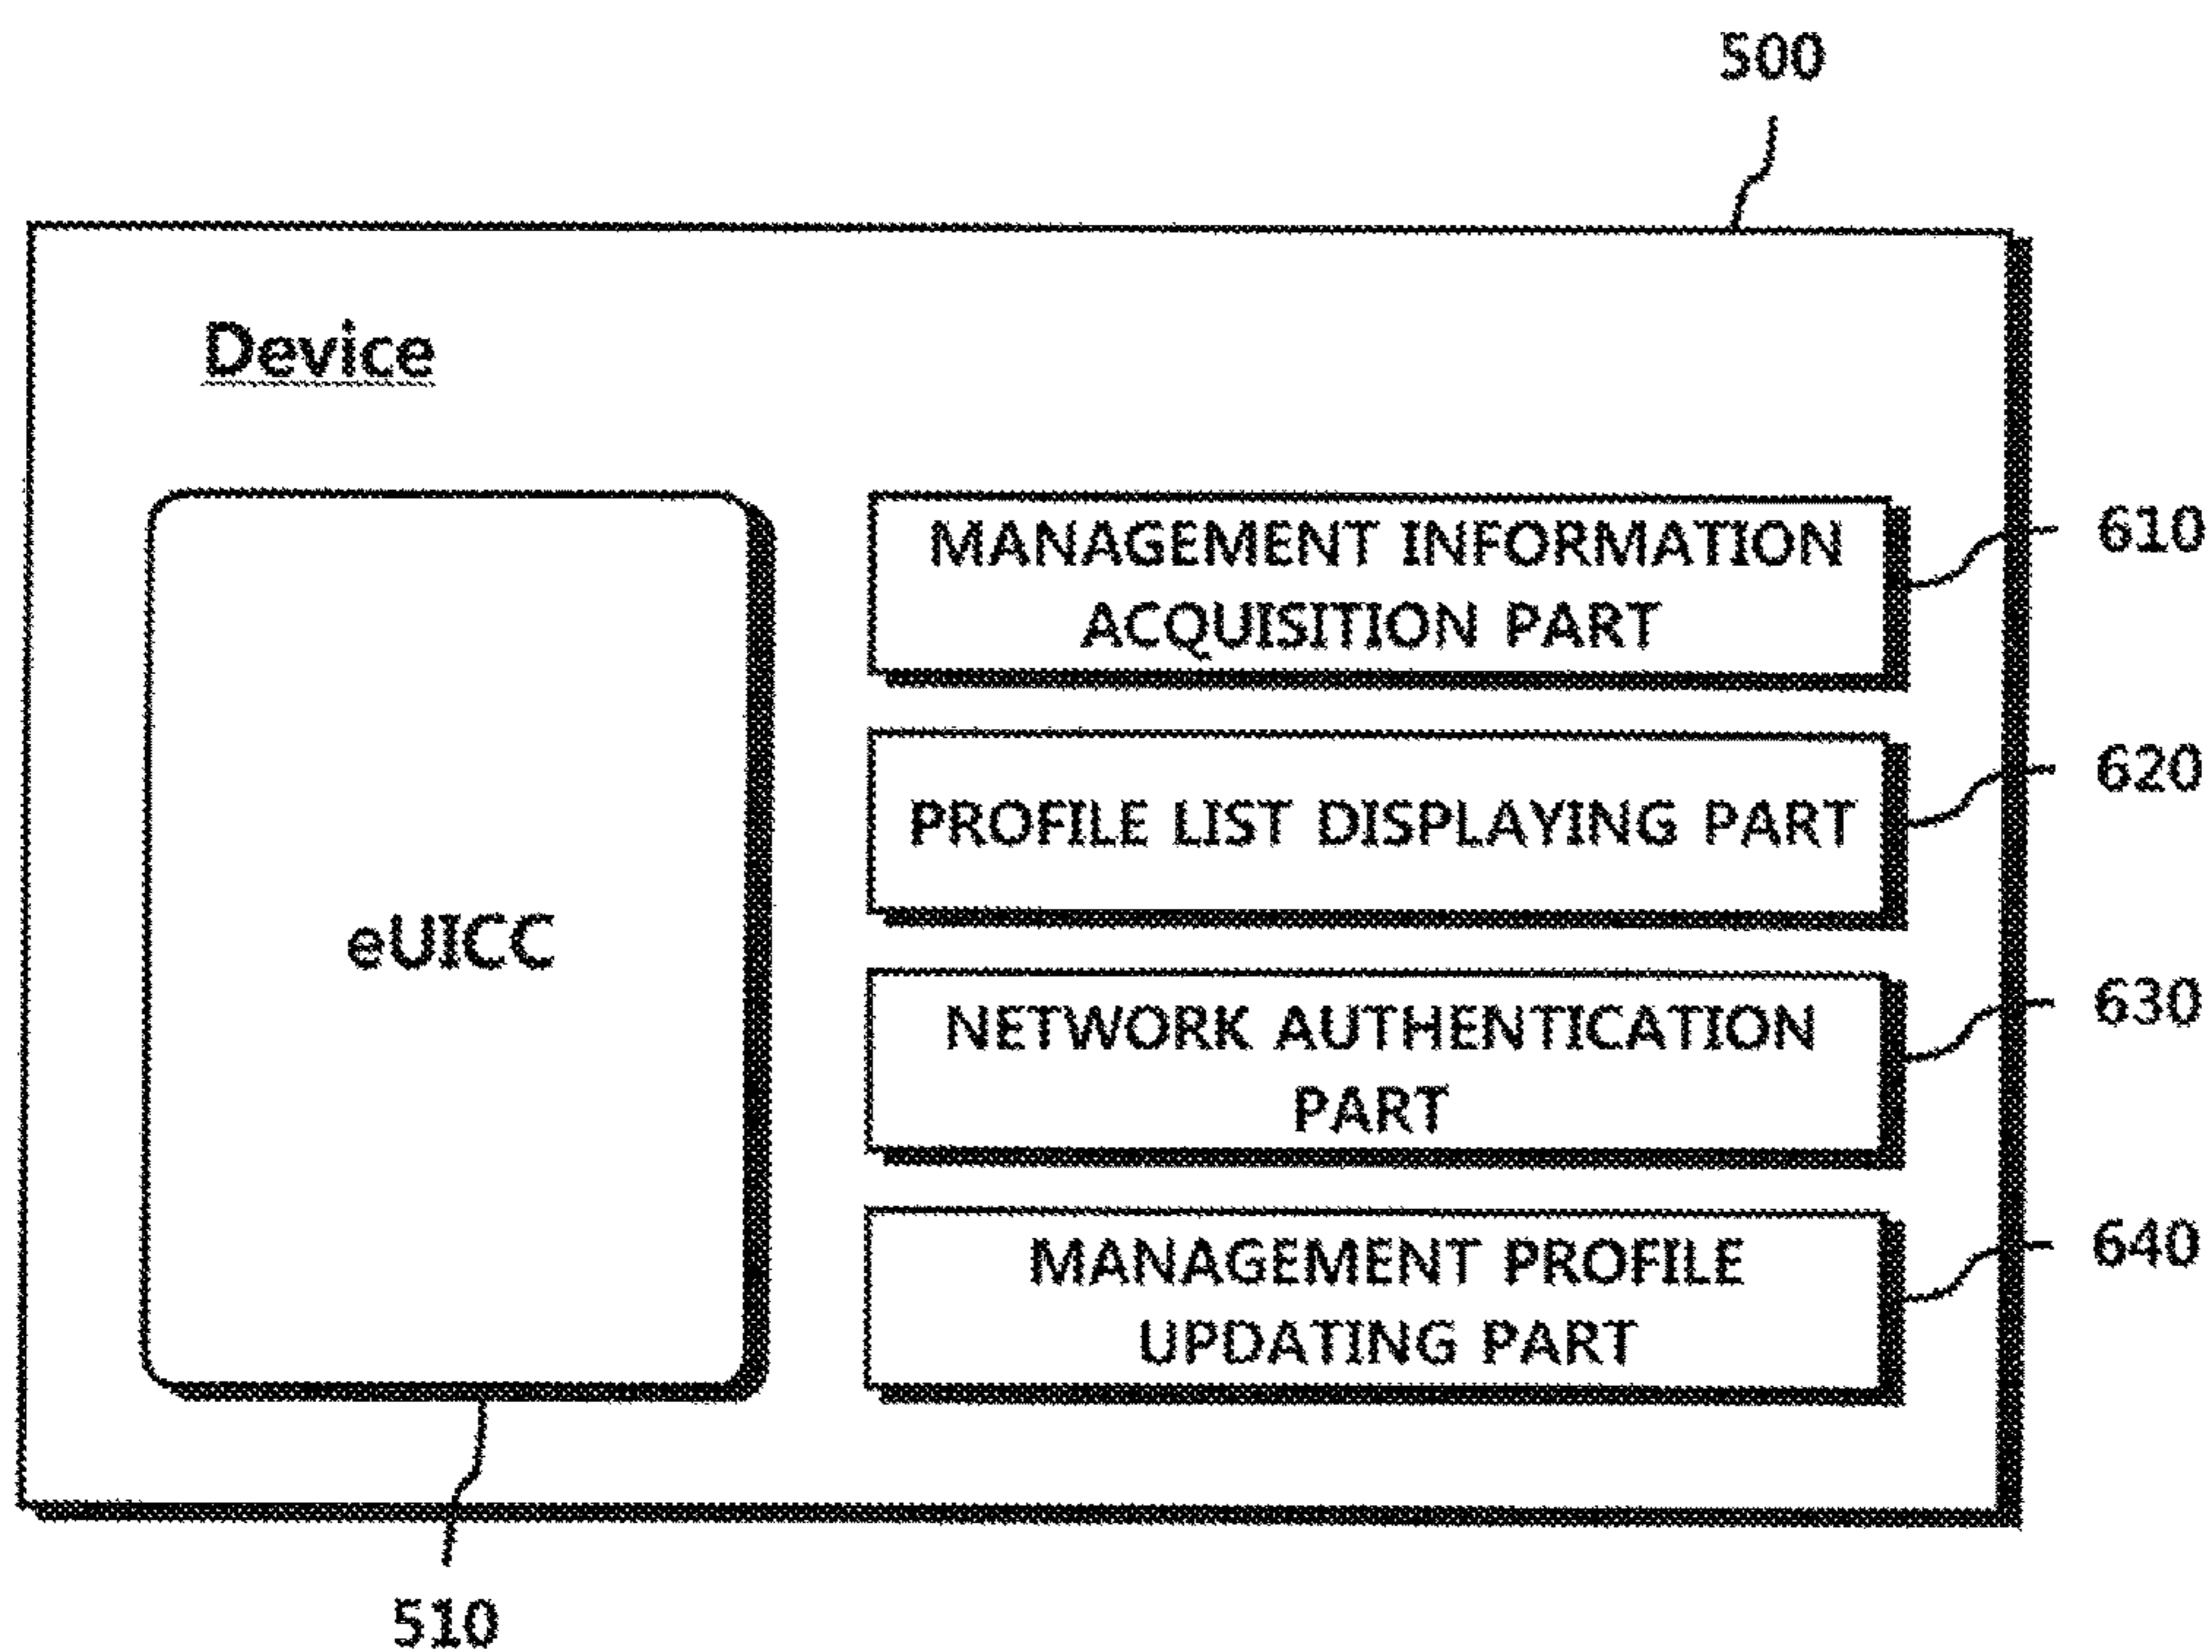 500
Device
MANAGEMENT INFORMATION
ACQUISITION PART
610
PROFILE LIST DISPLAYING PART
620
eUICC
NETWORK AUTHENTICATION
PART
630
MANAGEMENT PROFILE
UPDATING PART
640
510